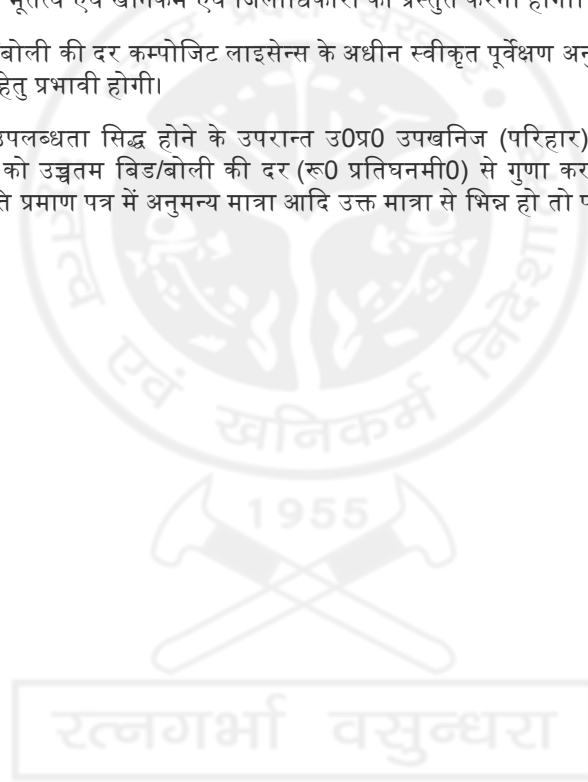 भूतत्व एवं खनिकर्म एवं जिलाधिकारी को प्रस्तुत करना होगा।
बोली की दर कम्पोजिट लाइसेन्स के अधीन स्वीकृत पूर्वेक्षण
हेतु प्रभावी होगी।
उपलब्धता सिद्ध होने के उपरान्त उ0प्र0 उपखनिज (परिहार)
को उच्चतम बिड/बोली की दर (रू0 प्रतिघनमी0) से गुणा कर
प्रमाण पत्र में अनुमन्य मात्रा आदि उक्त मात्रा से भिन्न हो तो
एवं खनिकर्म
1955
रत्नगर्भा वसुन्धरा